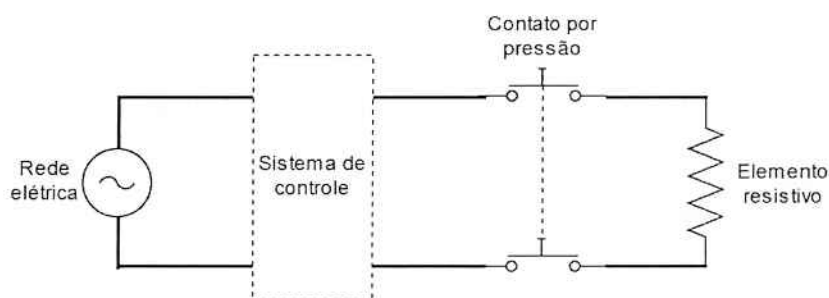 Contato por
pressão
Rede
elétrica
Sistema de
controle
Elemento
resistivo